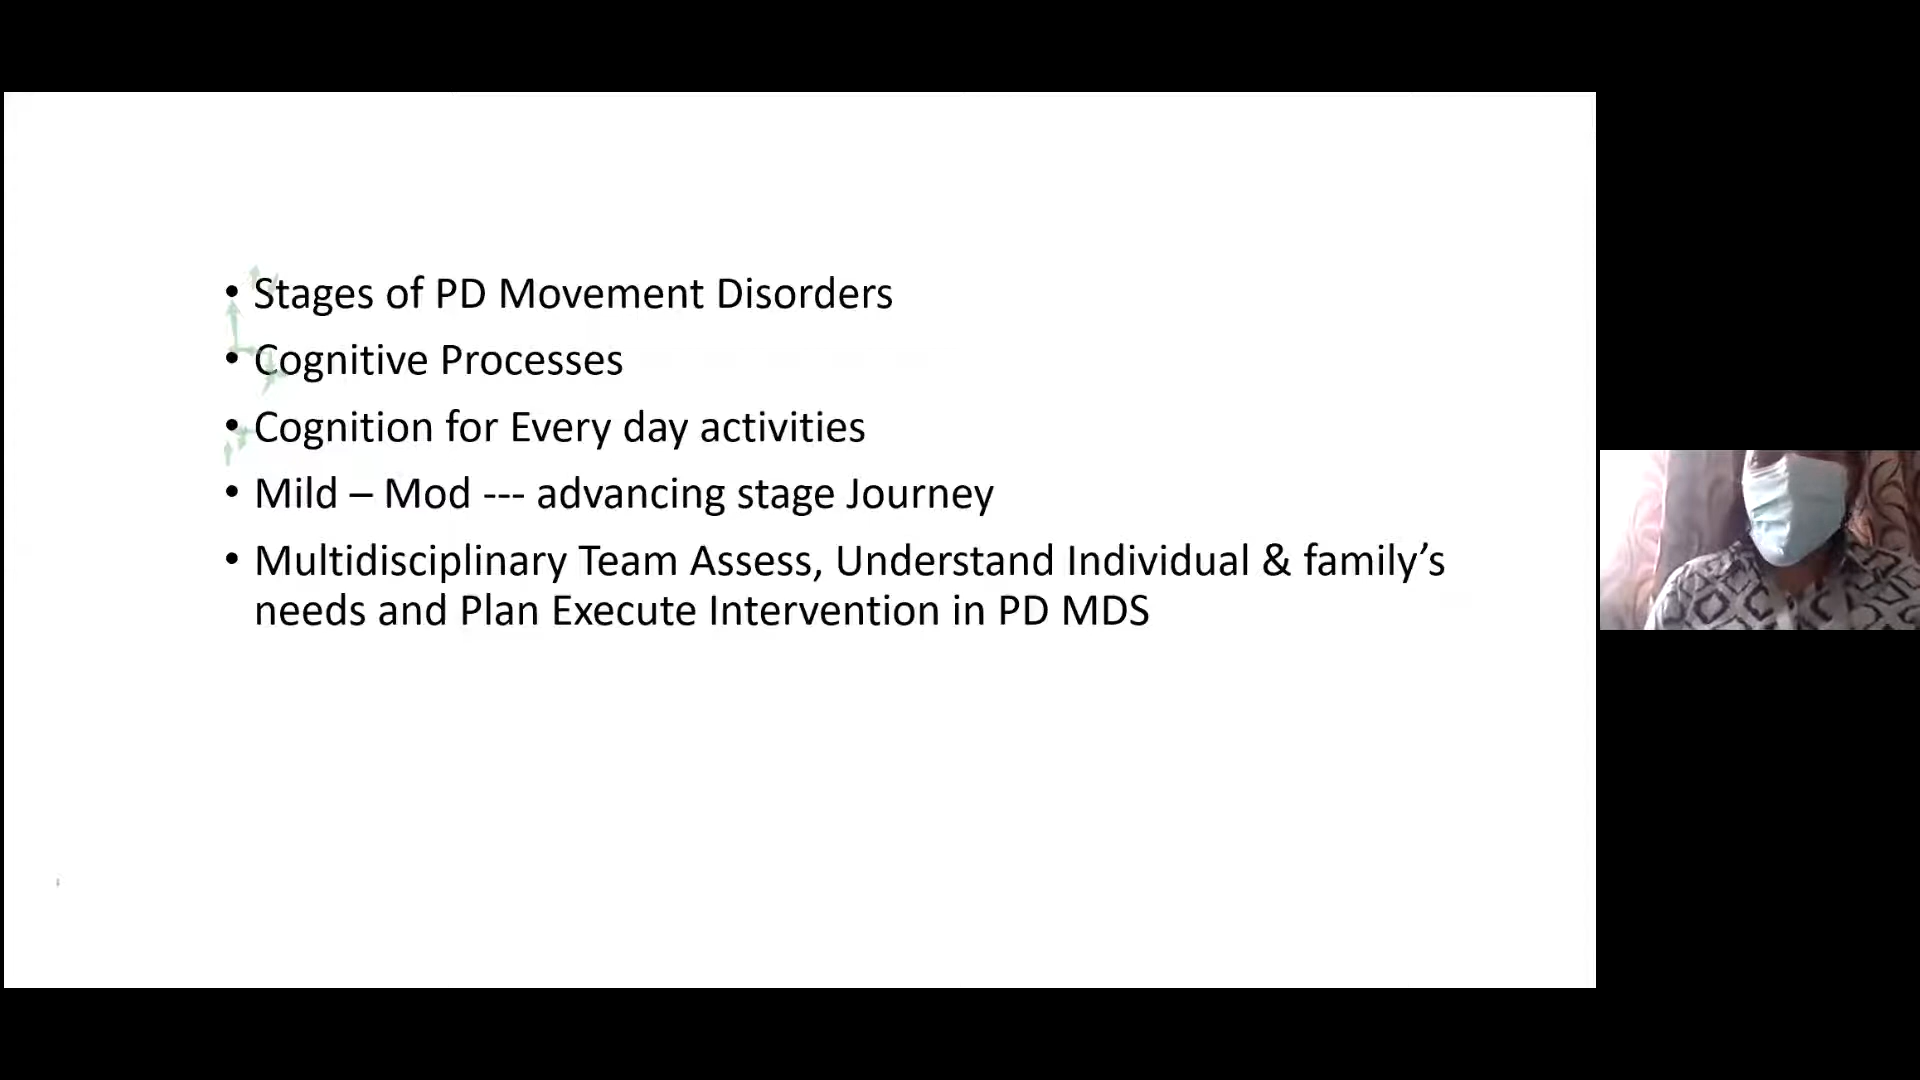 • Stages of PD Movement Disorders
• Cognitive Processes
• Cognition for Every day activities
• Mild – Mod --- advancing stage Journey
• Multidisciplinary Team Assess, Understand Individual & family’s
needs and Plan Execute Intervention in PD MDS